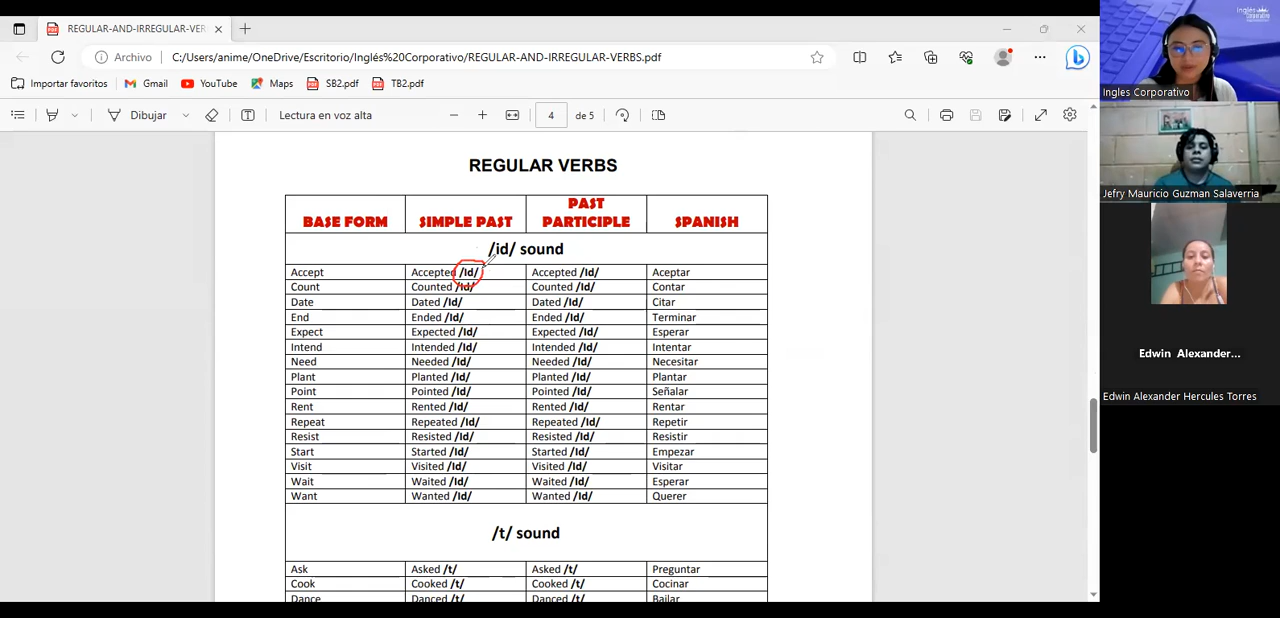 REGULAR-AND-IRREGULAR-VER
Archivo
C:/Users/anime/OneDrive/Escritorio/Inglés%20Corporativo/REGULAR-AND-IRREGULAR-VERBS.pdf
Importar favoritos
Gmail
YouTube
Maps
SB2.pdf
TB2.pdf
Dibujar
Lectura en voz alta
4
de 5
REGULAR VERBS
BASE FORM SIMPLE PAST PAST PARTICIPLE SPANISH
/id/ sound
Accept Accepted /Id/ Accepted /Id/ Aceptar
Count Counted /Id/ Counted /Id/ Contar
Date Dated /Id/ Dated /Id/ Citar
End Ended /Id/ Ended /Id/ Terminar
Expect Expected /Id/ Expected /Id/ Esperar
Intend Intended /Id/ Intended /Id/ Intentar
Need Needed /Id/ Needed /Id/ Necesitar
Plant Planted /Id/ Planted /Id/ Plantar
Point Pointed /Id/ Pointed /Id/ Señalar
Rent Rented /Id/ Rented /Id/ Rentar
Repeat Repeated /Id/ Repeated /Id/ Repetir
Resist Resisted /Id/ Resisted /Id/ Resistir
Start Started /Id/ Started /Id/ Empezar
Visit Visited /Id/ Visited /Id/ Visitar
Wait Waited /Id/ Waited /Id/ Esperar
Want Wanted /Id/ Wanted /Id/ Querer
/t/ sound
Ask Asked /t/ Asked /t/ Preguntar
Cook Cooked /t/ Cooked /t/ Cocinar
Dance Danced /t/ Danced /t/ Bailar
inglés
corporativo
Ingles Corporativo
Jefry Mauricio Guzman Salaverria
Edwin Alexander...
Edwin Alexander Hercules Torres